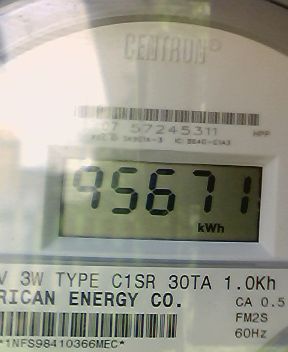 CENTRON®
57245311
95671
kWh
V 3W TYPE C1SR 30TA 1.0Kh
RICAN ENERGY CO.
CA 0.5
FM2S
60Hz
*1NFS98410366MEC*